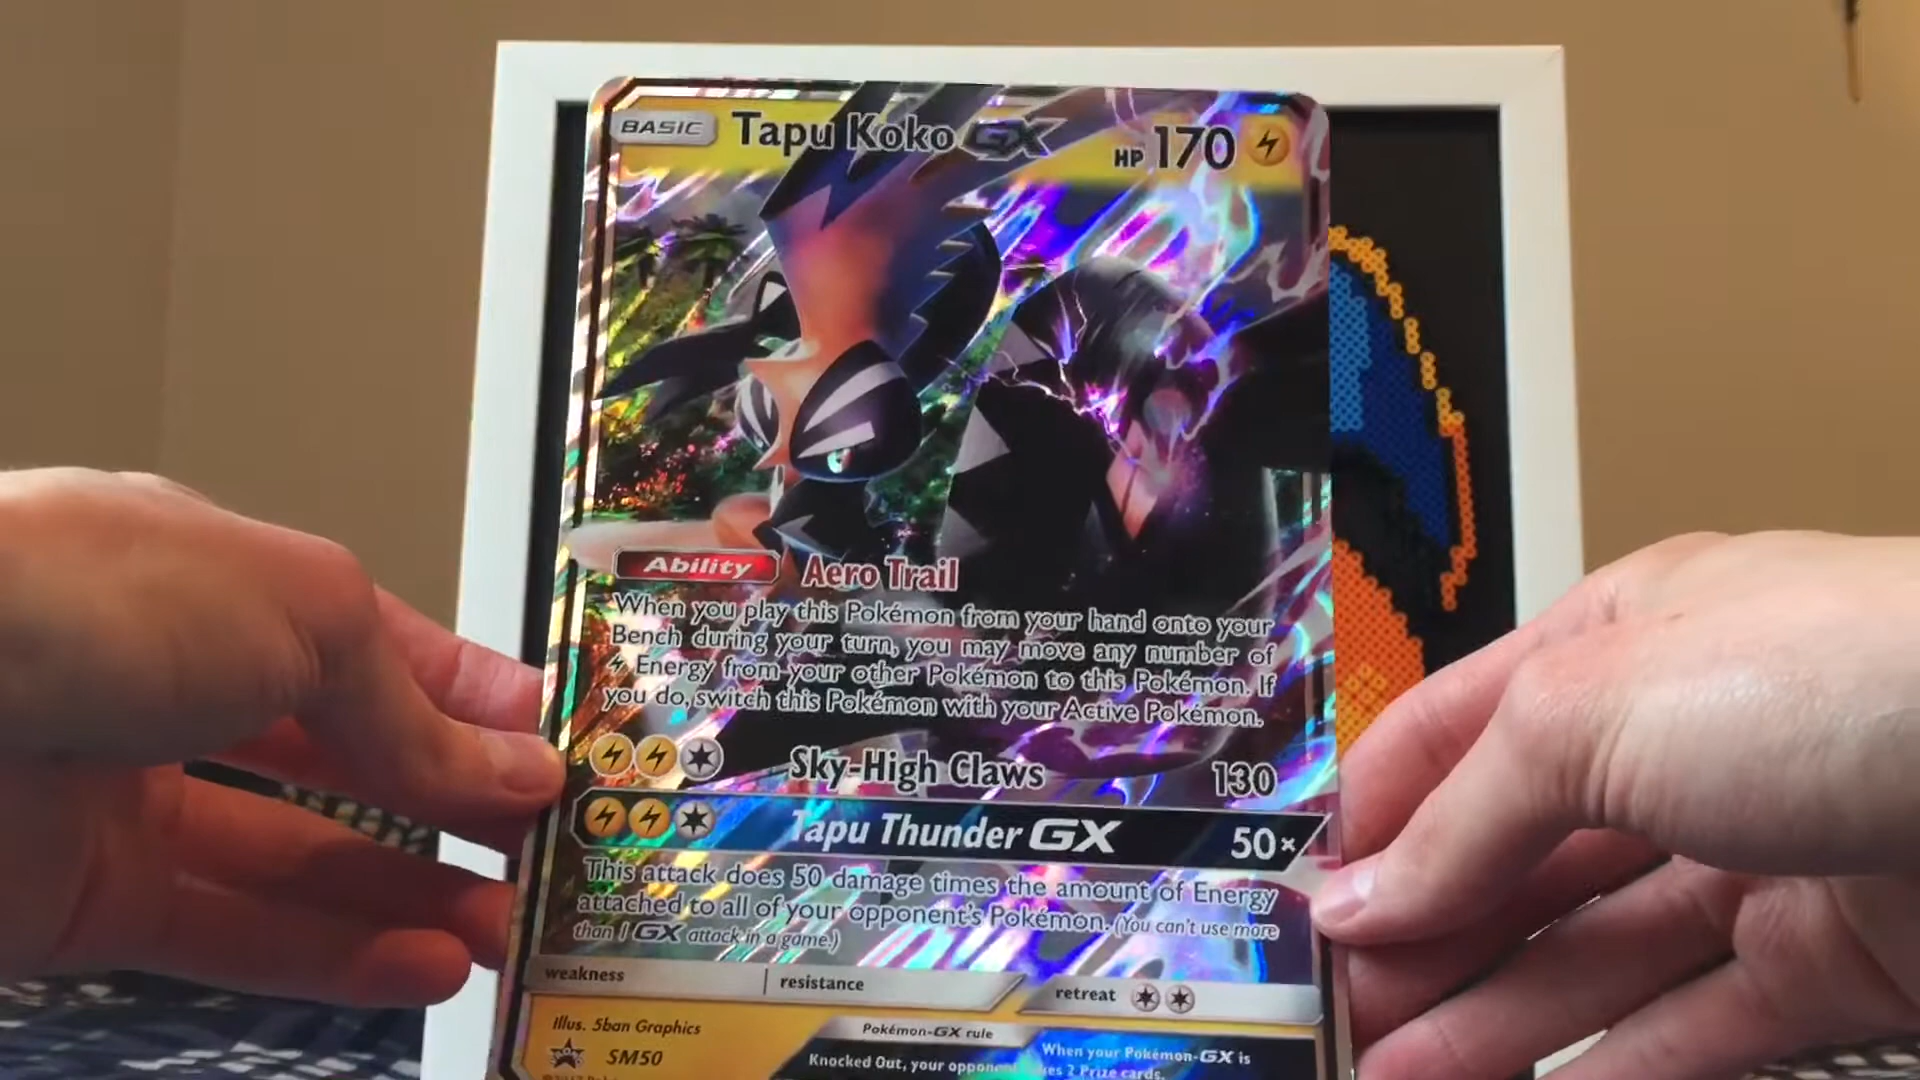 BASIC Tapu Koko GX HP 170
Ability Aero Trail
When you play this Pokémon from your hand onto your
Bench during your turn, you may move any number of
Energy from your other Pokémon to this Pokémon. If
you do, switch this Pokémon with your Active Pokémon.
Sky-High Claws 130
Tapu Thunder GX 50×
This attack does 50 damage times the amount of Energy
attached to all of your opponent's Pokémon. (You can't use more
than 1 GX attack in a game.)
weakness resistance retreat
Illus. 5ban Graphics
Pokémon-GX rule
SM50
When your Pokémon-GX is
Knocked Out, your 2 Prize cards.